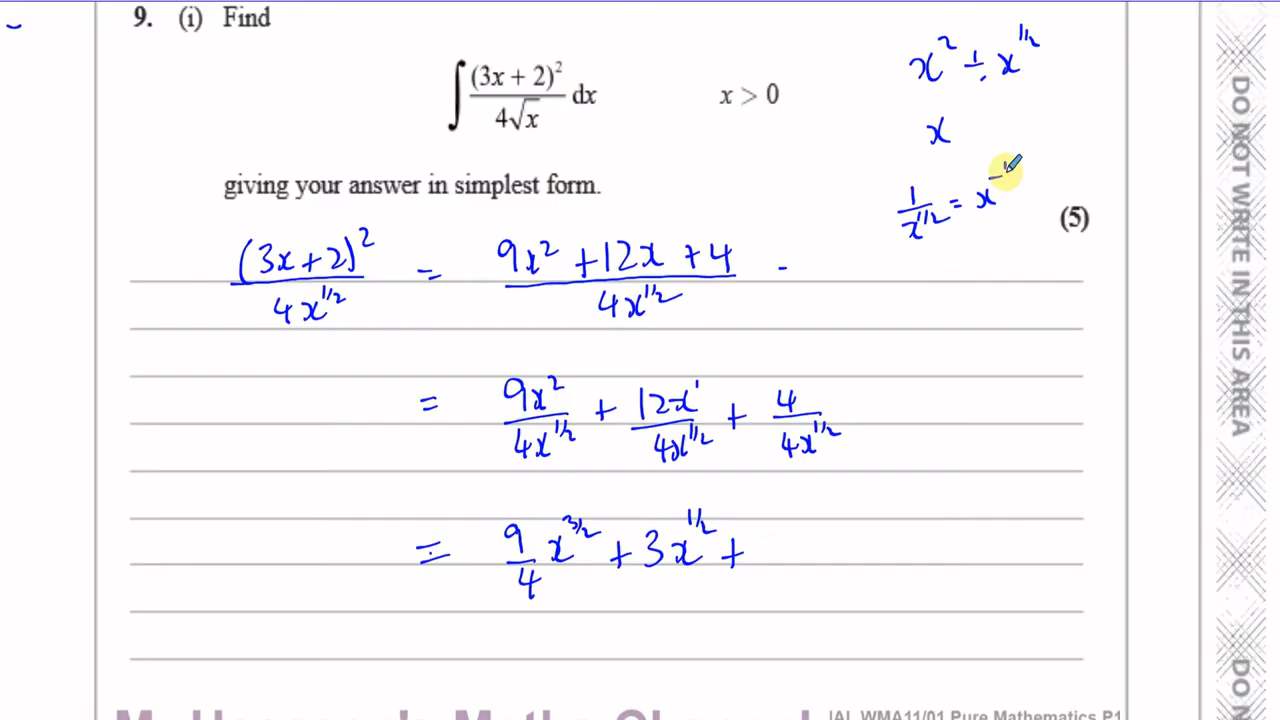 9. (i) Find
∫ (3x + 2)² / 4√x dx    x > 0
x² ÷ x^1/2
x
1/x^1/2 = x^-1
giving your answer in simplest form.
(5)
(3x+2)² / 4x^1/2 = 9x² + 12x + 4 / 4x^1/2 -
= 9x²/4x^1/2 + 12x¹/4x^1/2 + 4/4x^1/2
= 9/4 x^3/2 + 3x^1/2 +
IAL WMA11/01 Pure Mathematics P1
DO NOT WRITE IN THIS AREA
DO NO